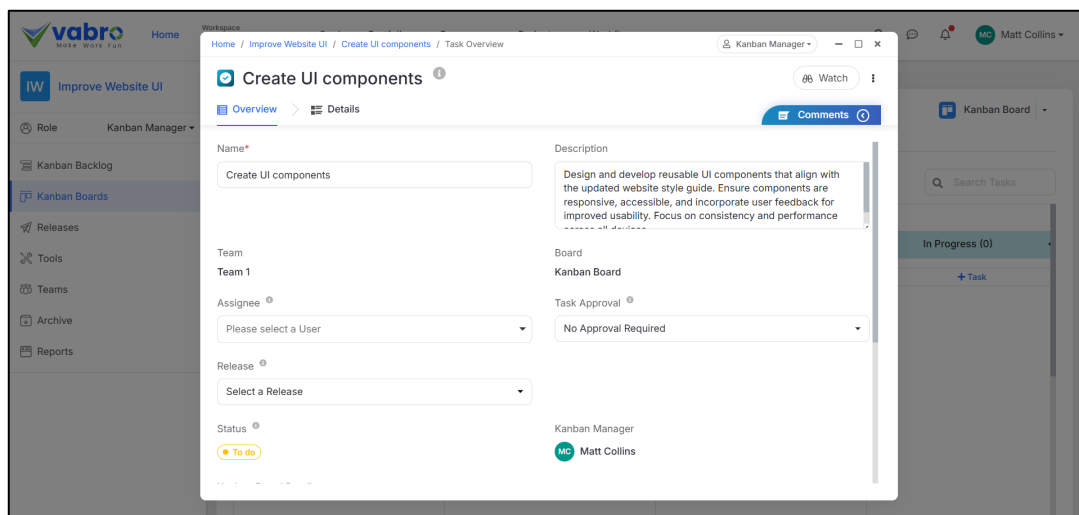 vabro
Make Work Fun
Home
Workspace
MC Matt Collins
IW Improve Website UI
Role Kanban Manager
Kanban Backlog
Kanban Boards
Releases
Tools
Teams
Archive
Reports
Home / Improve Website UI / Create UI components / Task Overview
Kanban Manager
Create UI components
Watch
Overview
Details
Comments
Name*
Create UI components
Description
Design and develop reusable UI components that align with
the updated website style guide. Ensure components are
responsive, accessible, and incorporate user feedback for
improved usability. Focus on consistency and performance
across all devices.
Team
Team 1
Board
Kanban Board
Assignee
Please select a User
Task Approval
No Approval Required
Release
Select a Release
Status
To do
Kanban Manager
MC Matt Collins
Kanban Board
Search Tasks
In Progress (0)
+ Task